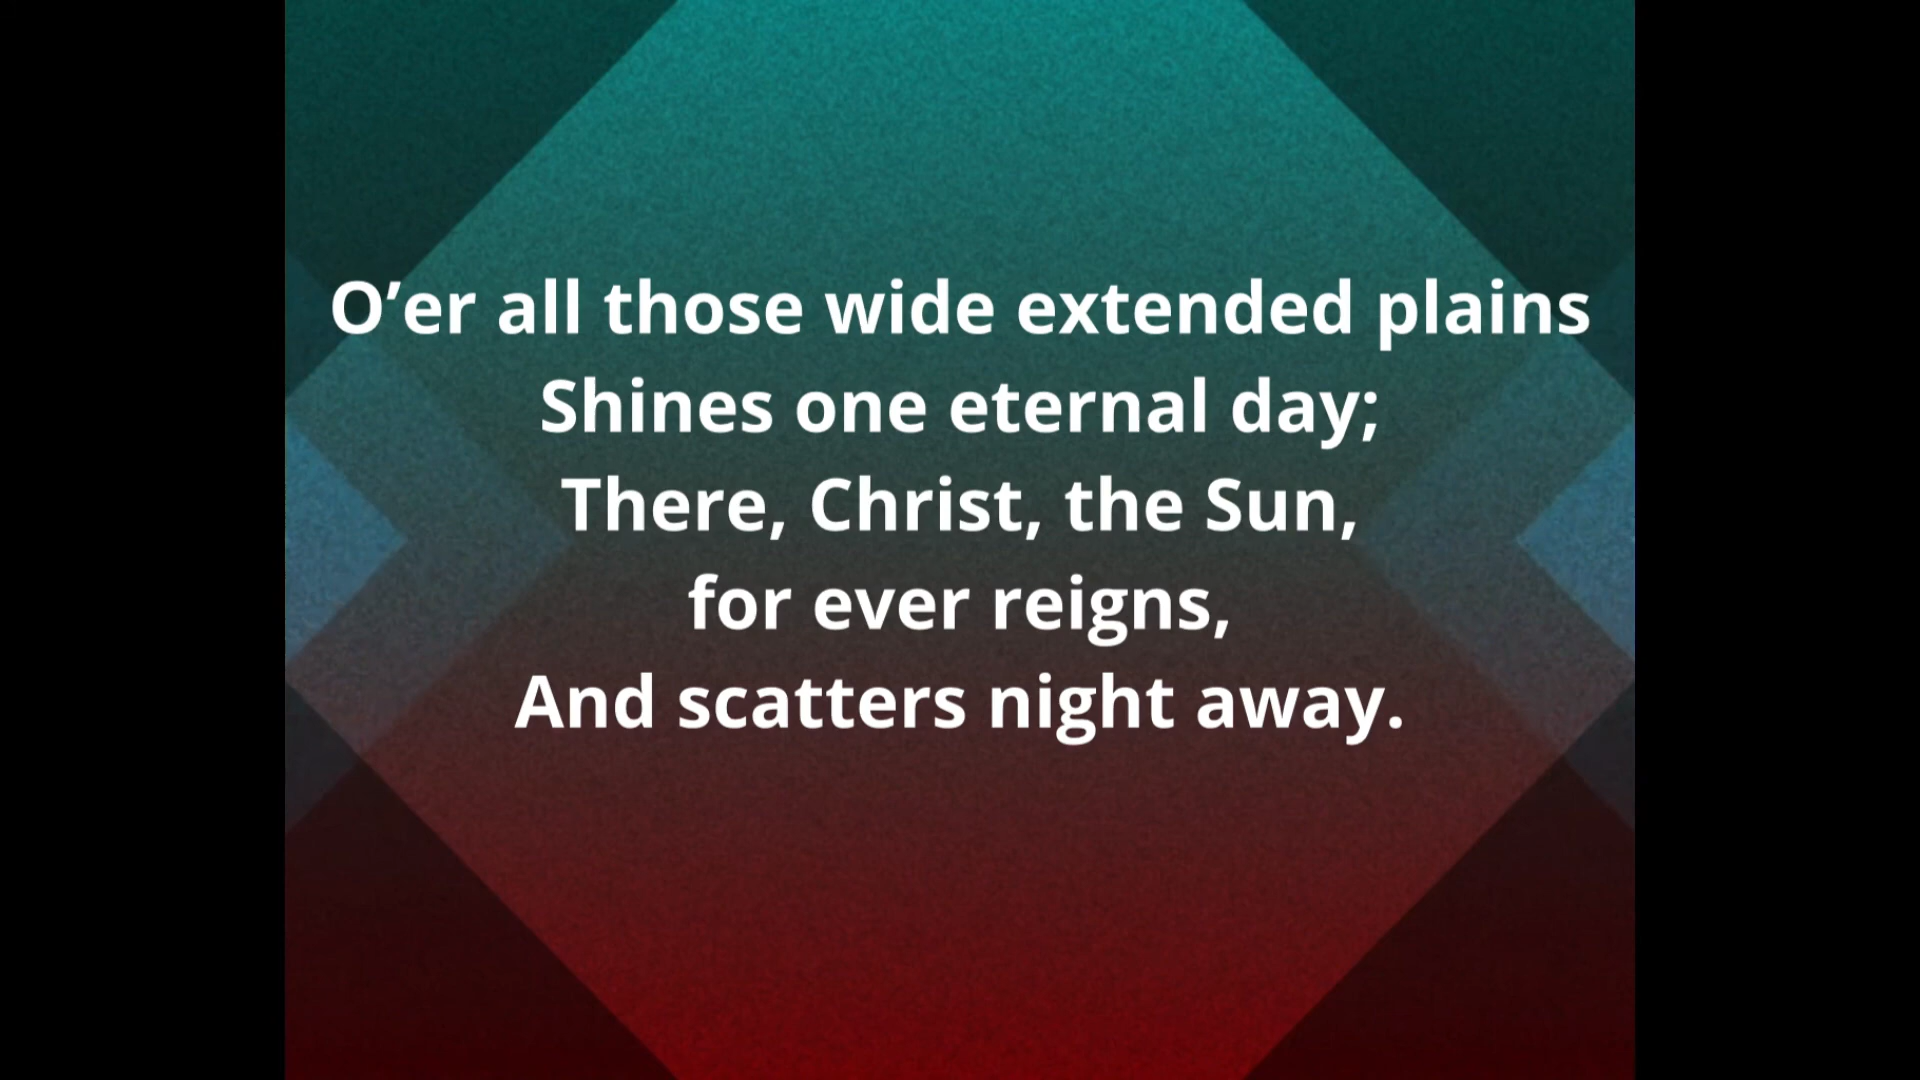 O’er all those wide extended plains
Shines one eternal day;
There, Christ, the Sun,
for ever reigns,
And scatters night away.